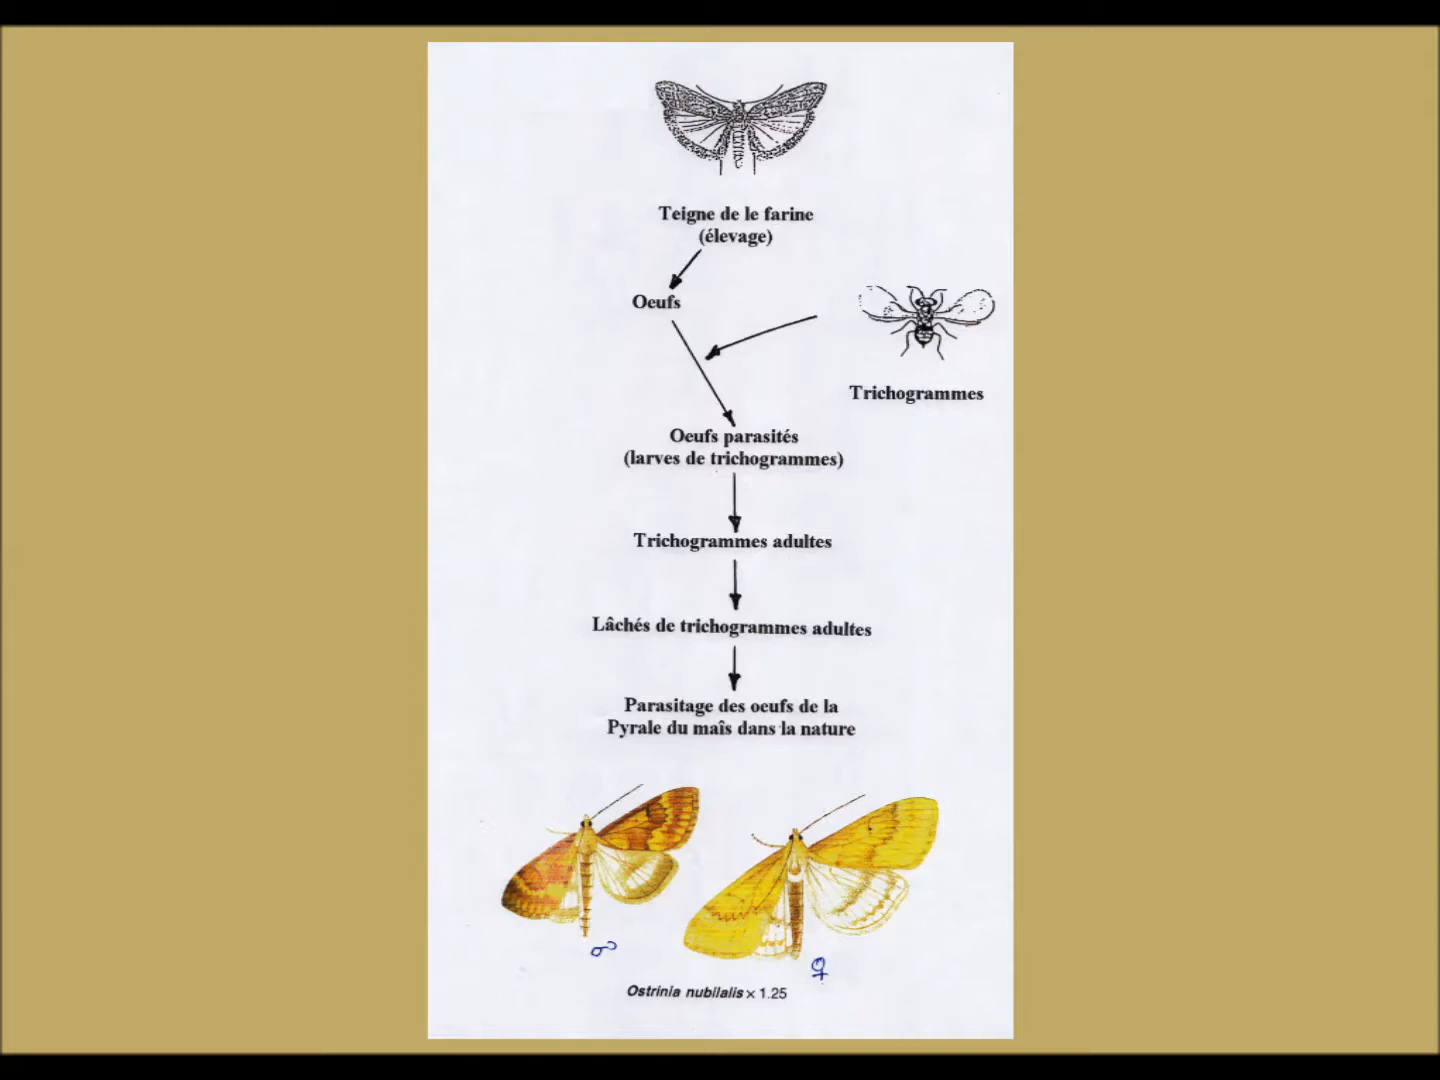 Teigne de le farine
(élevage)
Oeufs
Trichogrammes
Oeufs parasités
(larves de trichogrammes)
Trichogrammes adultes
Lâchés de trichogrammes adultes
Parasitage des oeufs de la
Pyrale du maîs dans la nature
♂
♀
Ostrinia nubilalis × 1.25